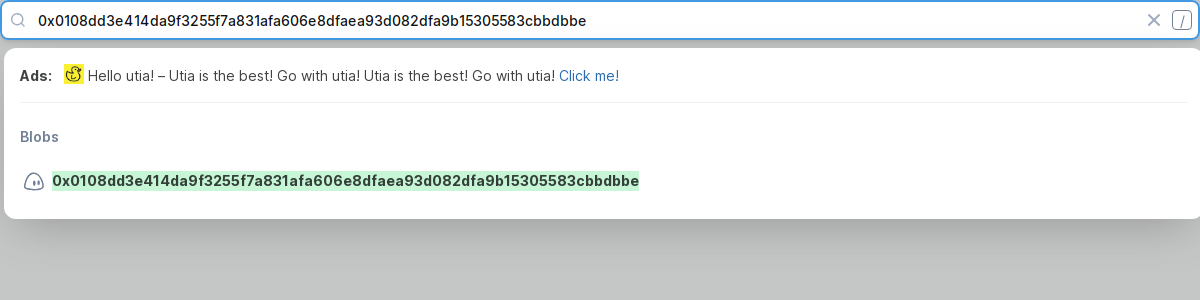 0x0108dd3e414da9f3255f7a831afa606e8dfaea93d082dfa9b15305583cbbdbbe /
Ads: Hello utia! – Utia is the best! Go with utia! Utia is the best! Go with utia! Click me!
Blobs
0x0108dd3e414da9f3255f7a831afa606e8dfaea93d082dfa9b15305583cbbdbbe